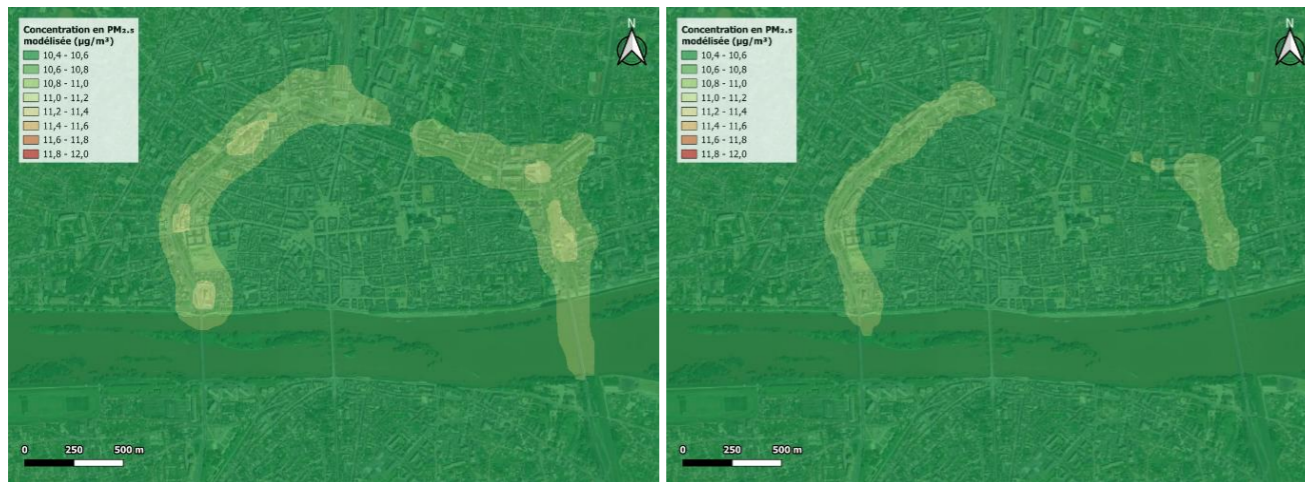 Concentration en PM₂.₅
modélisée (µg/m³)
10,4 - 10,6
10,6 - 10,8
10,8 - 11,0
11,0 - 11,2
11,2 - 11,4
11,4 - 11,6
11,6 - 11,8
11,8 - 12,0
N
0 250 500 m
Concentration en PM₂.₅
modélisée (µg/m³)
10,4 - 10,6
10,6 - 10,8
10,8 - 11,0
11,0 - 11,2
11,2 - 11,4
11,4 - 11,6
11,6 - 11,8
11,8 - 12,0
N
0 250 500 m